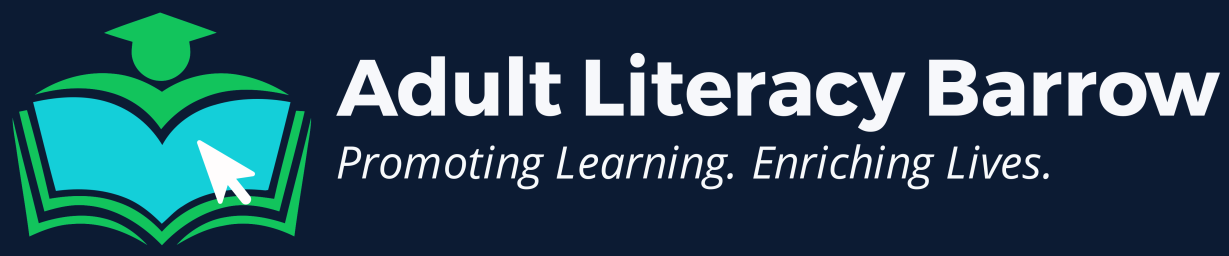 Adult Literacy Barrow
Promoting Learning. Enriching Lives.